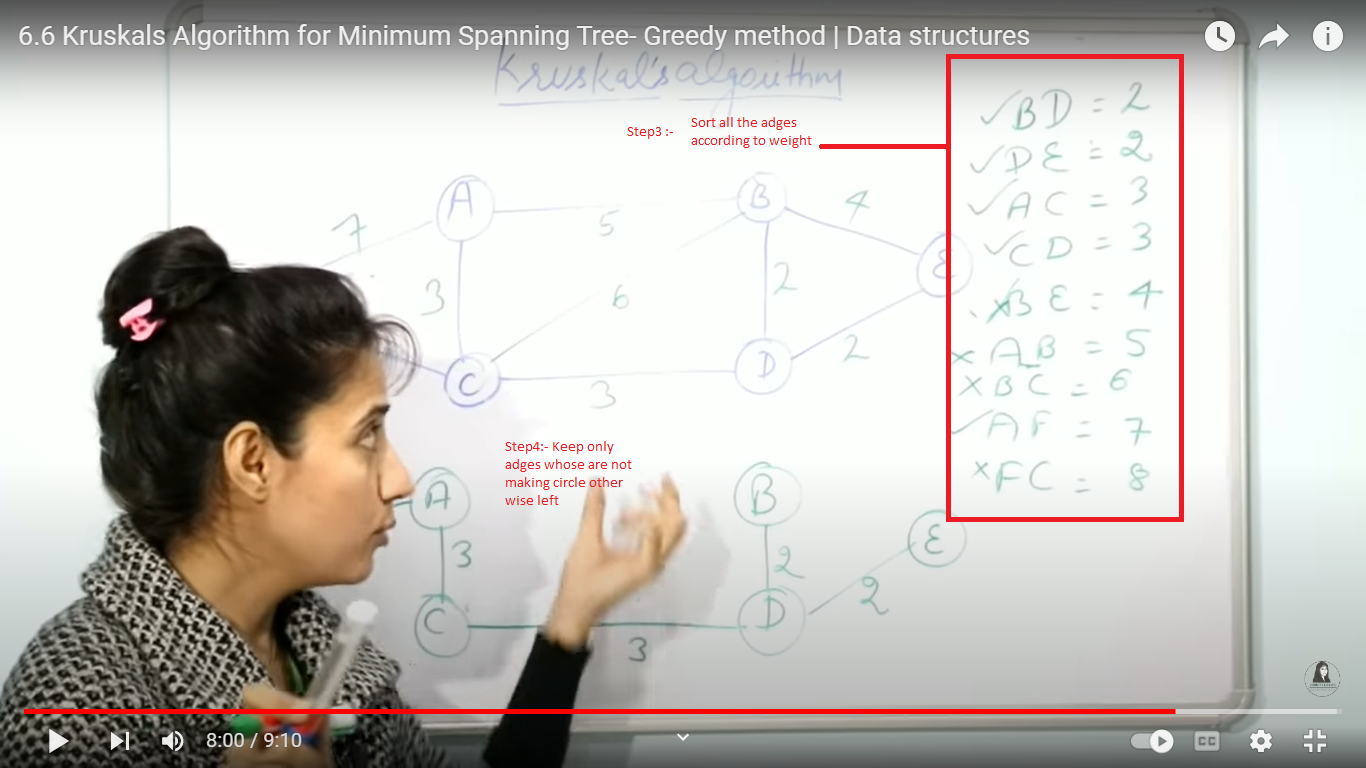 6.6 Kruskals Algorithm for Minimum Spanning Tree- Greedy method | Data structures
Kruskal's algorithm
Step3 :- Sort all the adges
according to weight
✓ BD = 2
✓ DE = 2
✓ AC = 3
✓ CD = 3
× BE = 4
× AB = 5
× BC = 6
✓ AF = 7
× FC = 8
7
A
5
B
4
3
6
2
E
C
3
D
2
Step4:- Keep only
adges whose are not
making circle other
wise left
A
B
3
2
E
C
3
D
2
8:00 / 9:10
CC